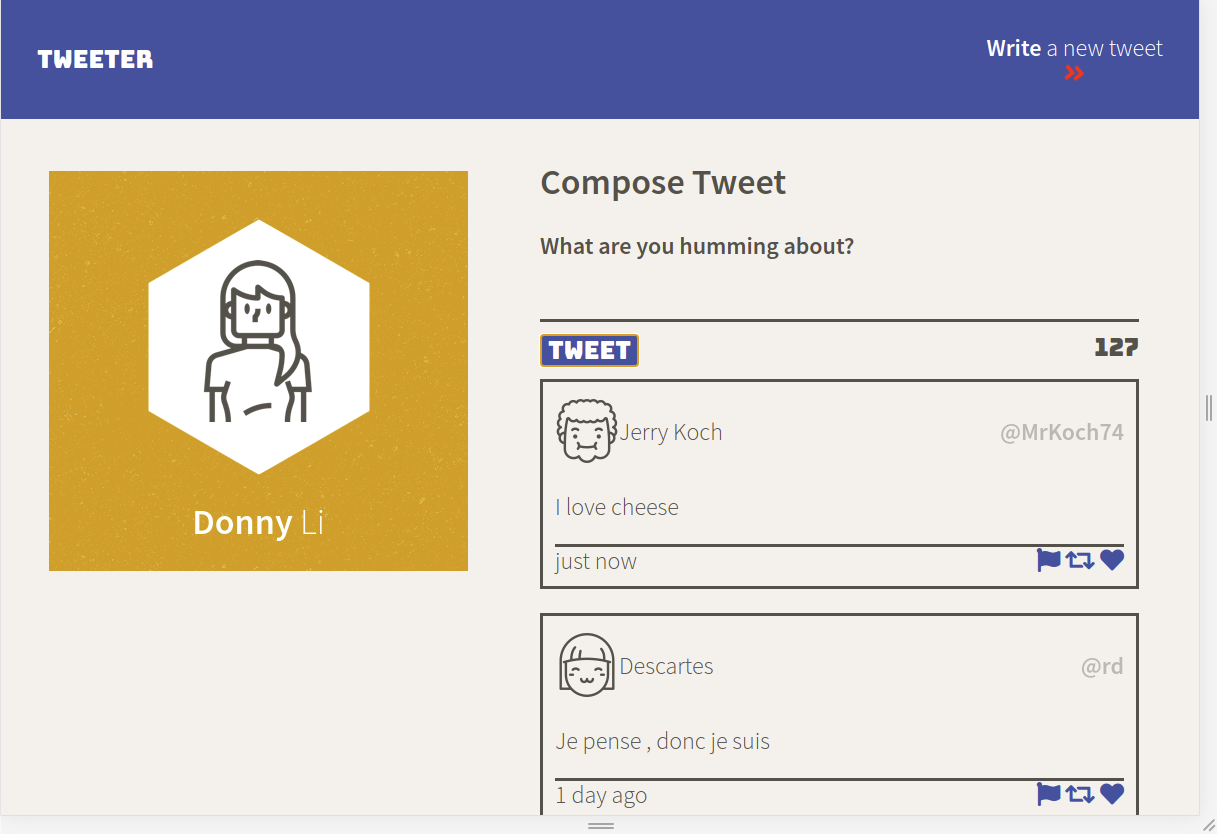 TWEETER
Write a new tweet
Donny Li
Compose Tweet
What are you humming about?
TWEET
127
Jerry Koch
@MrKoch74
I love cheese
just now
Descartes
@rd
Je pense , donc je suis
1 day ago